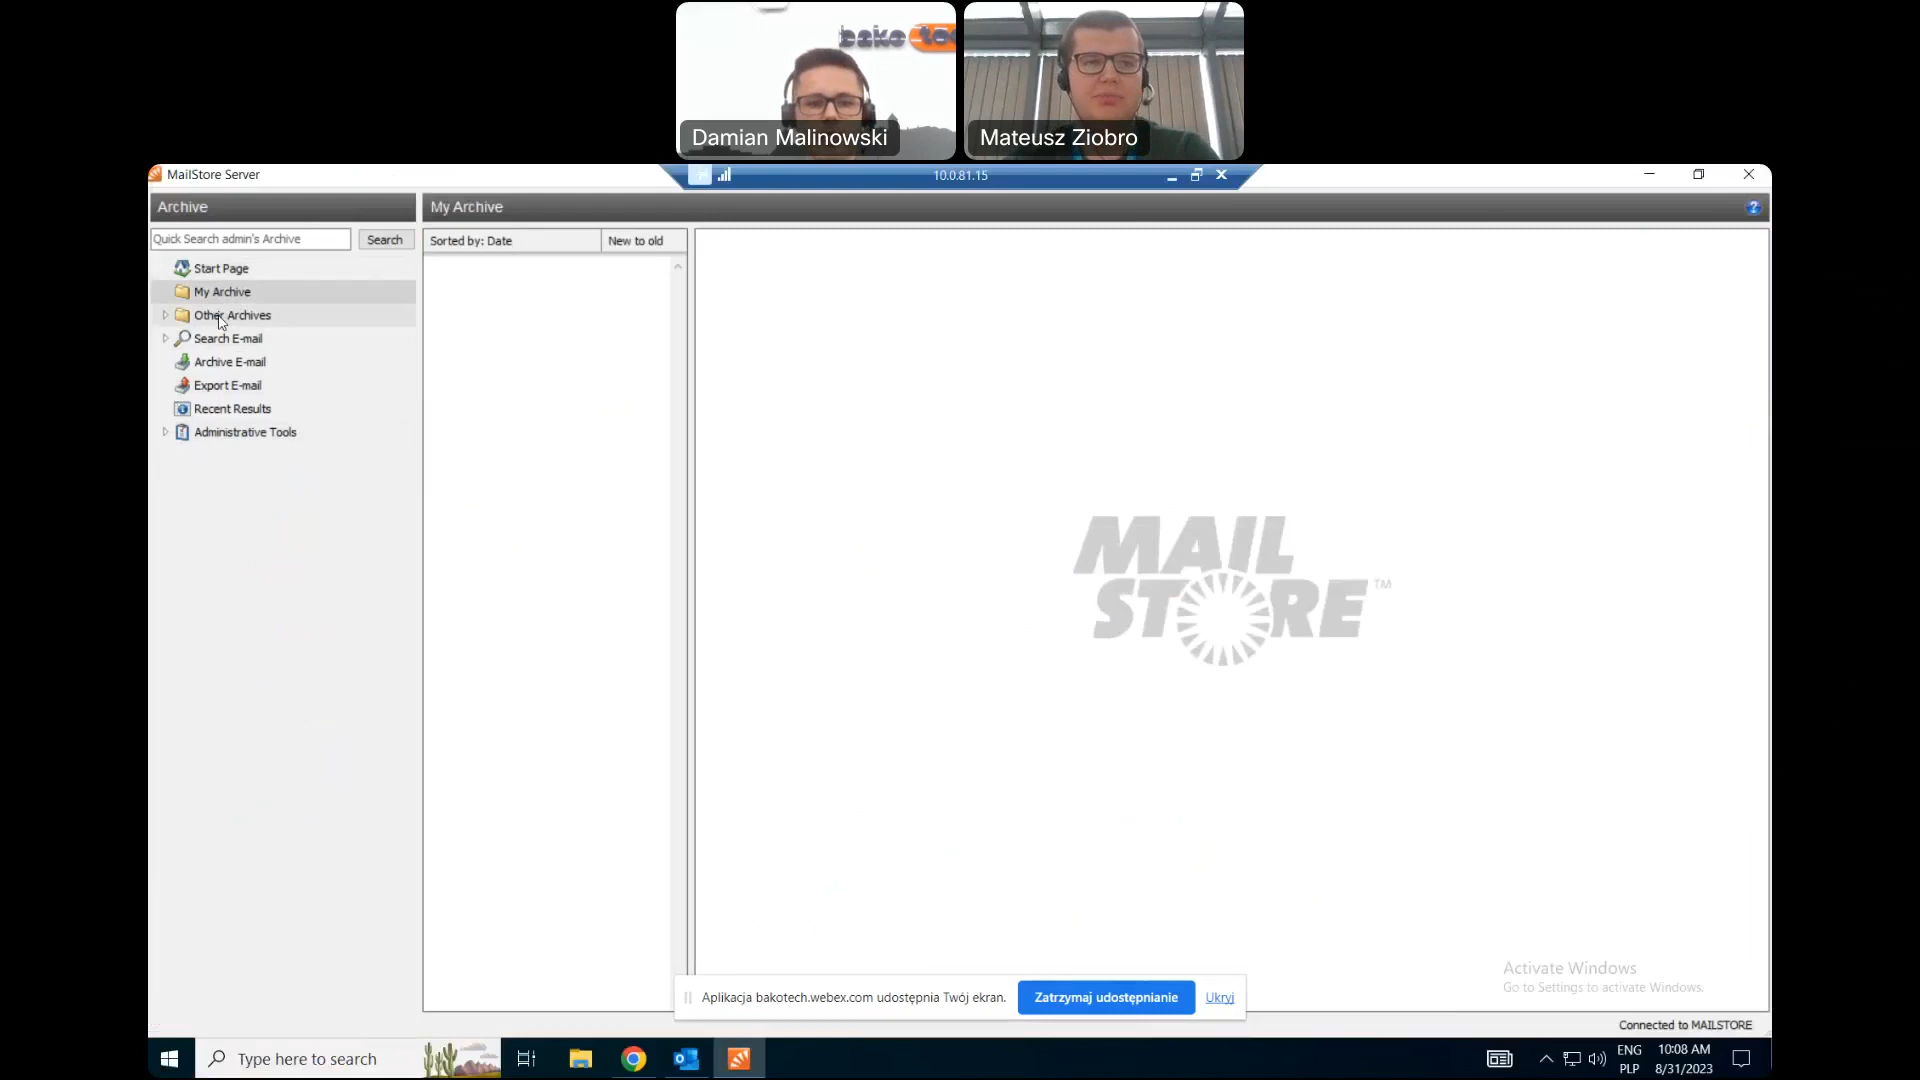 Damian Malinowski
Mateusz Ziobro
MailStore Server
10.0.81.15
Archive
My Archive
Quick Search admin's Archive
Search
Sorted by: Date
New to old
Start Page
My Archive
Other Archives
Search E-mail
Archive E-mail
Export E-mail
Recent Results
Administrative Tools
MAIL
STORE™
Activate Windows
Go to Settings to activate Windows.
Aplikacja bakotech.webex.com udostępnia Twój ekran.
Zatrzymaj udostępnianie
Ukryj
Connected to MAILSTORE
Type here to search
ENG
PLP
10:08 AM
8/31/2023